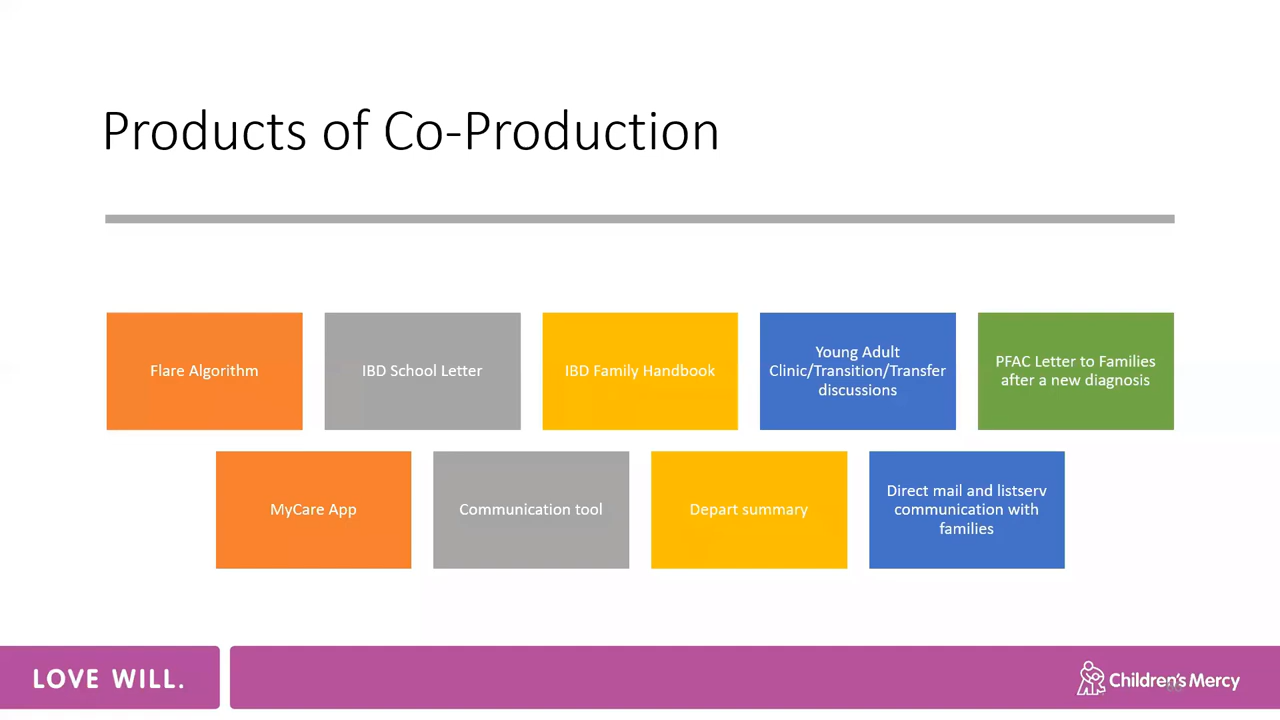 Products of Co-Production
Flare Algorithm
IBD School Letter
IBD Family Handbook
Young Adult
Clinic/Transition/Transfer
discussions
PFAC Letter to Families
after a new diagnosis
MyCare App
Communication tool
Depart summary
Direct mail and listserv
communication with
families
LOVE WILL.
Children's Mercy